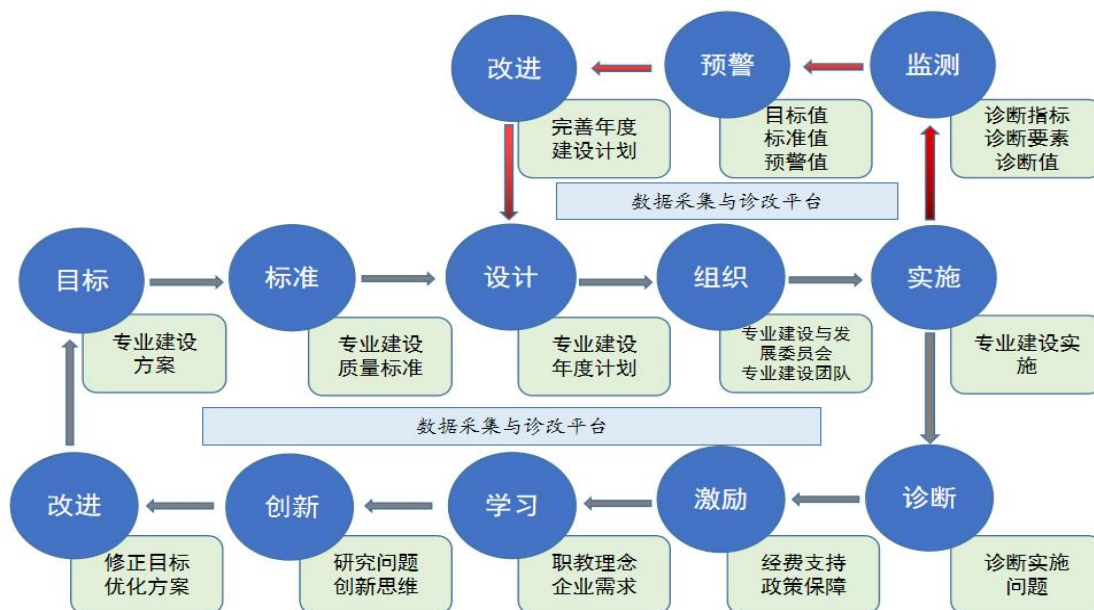 改进
预警
监测
完善年度
建设计划
目标值
标准值
预警值
诊断指标
诊断要素
诊断值
数据采集与诊改平台
目标
标准
设计
组织
实施
专业建设
方案
专业建设
质量标准
专业建设
年度计划
专业建设与发
展委员会
专业建设团队
专业建设实
施
数据采集与诊改平台
改进
创新
学习
激励
诊断
修正目标
优化方案
研究问题
创新思维
职教理念
企业需求
经费支持
政策保障
诊断实施
问题